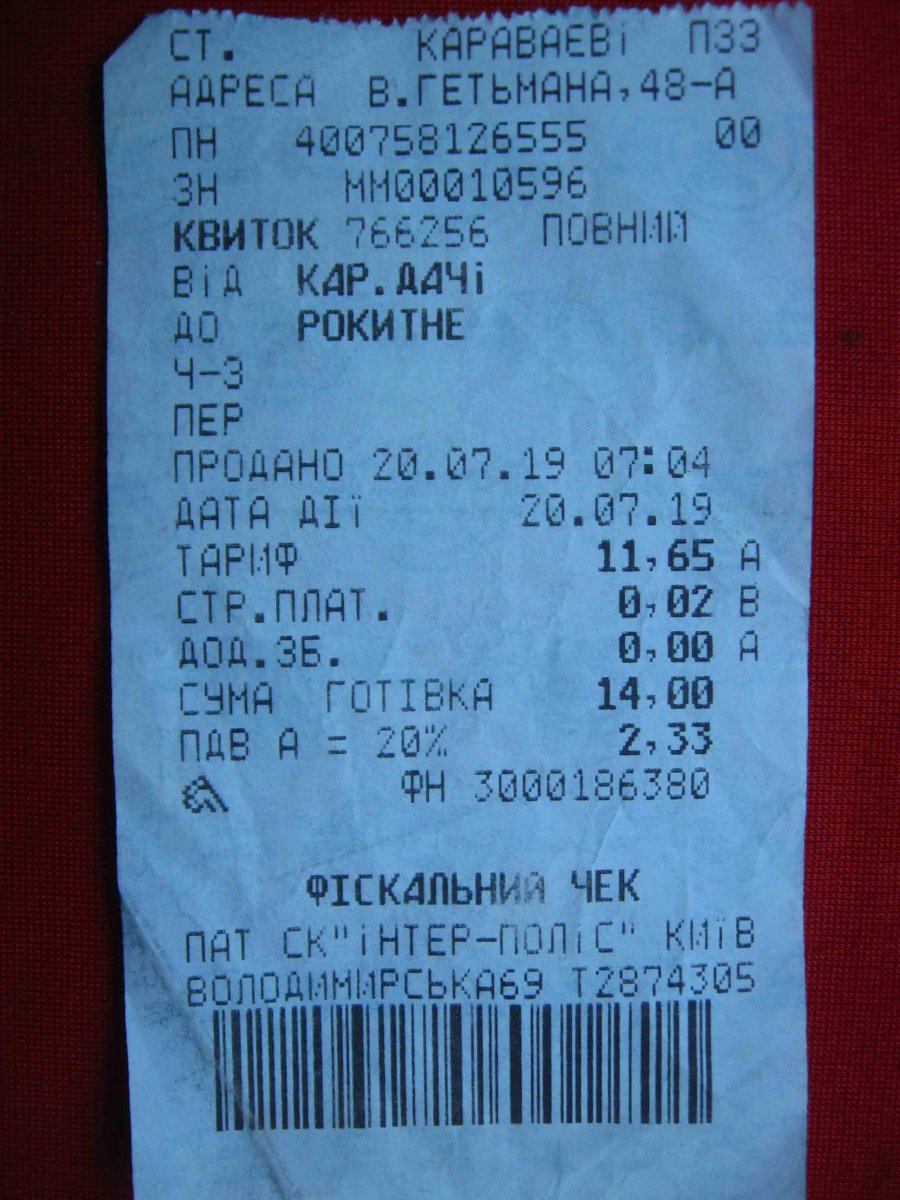 СТ. КАРАВАЄВІ ПЗЗ
АДРЕСА В.ГЕТЬМАНА,48-А
ПН 400758126555 00
ЗН ММ00010596
КВИТОК 766256 ПОВНИЙ
ВІД КАР.ДАЧІ
ДО РОКИТНЕ
Ч-З
ПЕР
ПРОДАНО 20.07.19 07:04
ДАТА ДІЇ 20.07.19
ТАРИФ 11,65 А
СТР.ПЛАТ. 0,02 В
ДОД.ЗБ. 0,00 А
СУМА ГОТІВКА 14,00
ПДВ А = 20% 2,33
ФН 3000186380
ФІСКАЛЬНИЙ ЧЕК
ПАТ СК"ІНТЕР-ПОЛІС" КИЇВ
ВОЛОДИМИРСЬКА69 Т2874305